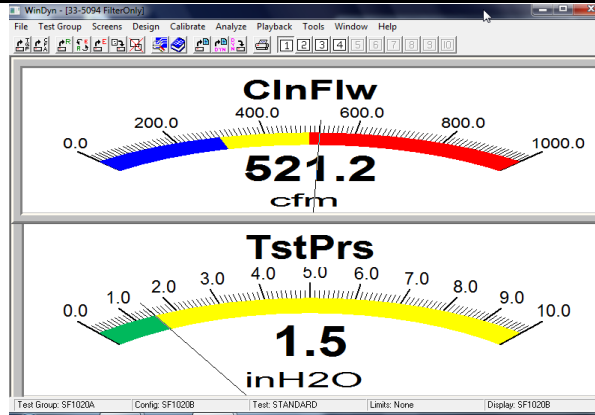 WinDyn - [33-5094 FilterOnly]
File Test Group Screens Design Calibrate Analyze Playback Tools Window Help
1 2 3 4 5 6 7 8 9 10
ClnFlw
0.0 200.0 400.0 600.0 800.0 1000.0
521.2
cfm
TstPrs
0.0 1.0 2.0 3.0 4.0 5.0 6.0 7.0 8.0 9.0 10.0
1.5
inH2O
Test Group: SF1020A Config: SF1020B Test: STANDARD Limits: None Display: SF1020B